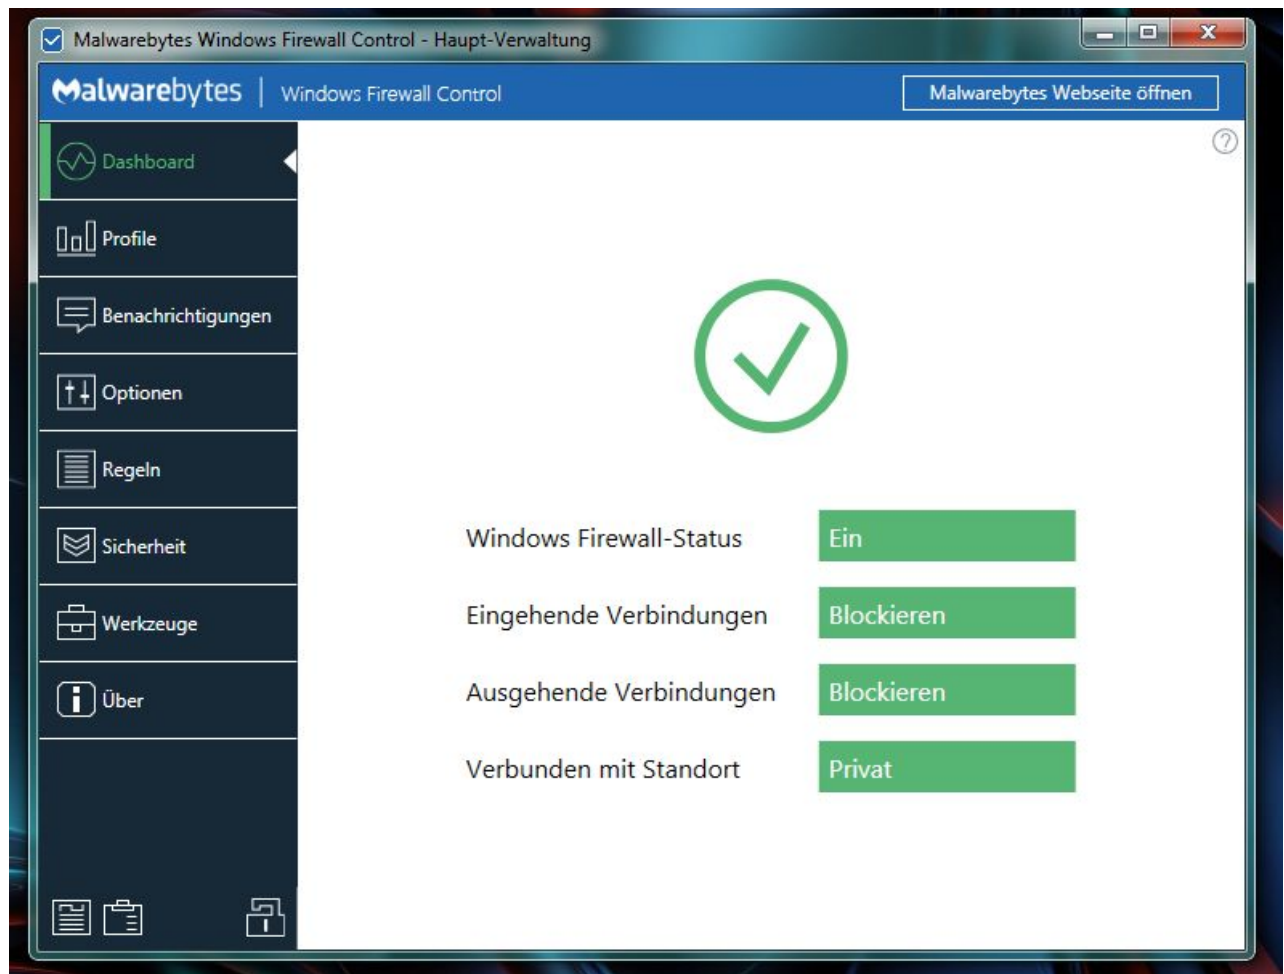 Malwarebytes Windows Firewall Control - Haupt-Verwaltung
Malwarebytes | Windows Firewall Control
Malwarebytes Webseite öffnen
?
Dashboard
Profile
Benachrichtigungen
Optionen
Regeln
Sicherheit
Werkzeuge
Über
Windows Firewall-Status Ein
Eingehende Verbindungen Blockieren
Ausgehende Verbindungen Blockieren
Verbunden mit Standort Privat